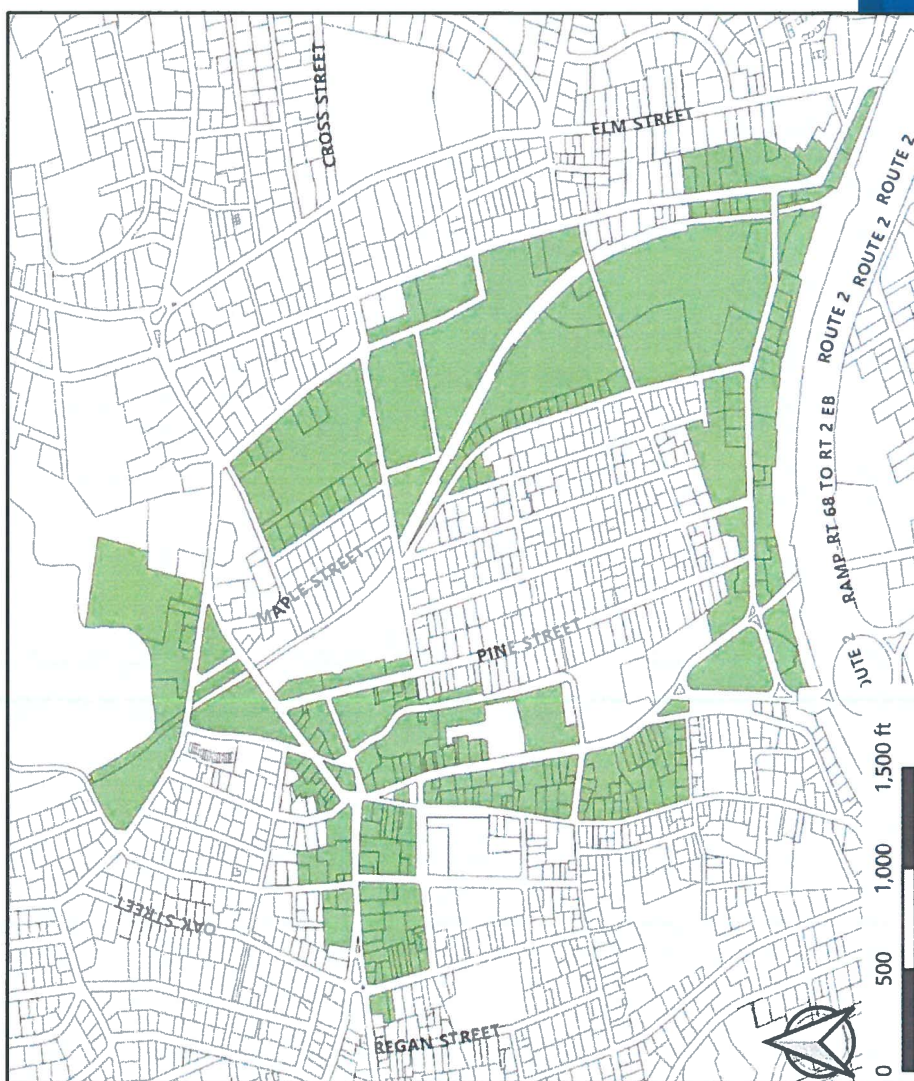 CROSS STREET
ELM STREET
MAPLE STREET
PINE STREET
OAK STREET
REGAN STREET
ROUTE 2
ROUTE 2
ROUTE 2
RAMP-RT 68 TO RT 2 EB
OUTE 2
0
500
1,000
1,500 ft